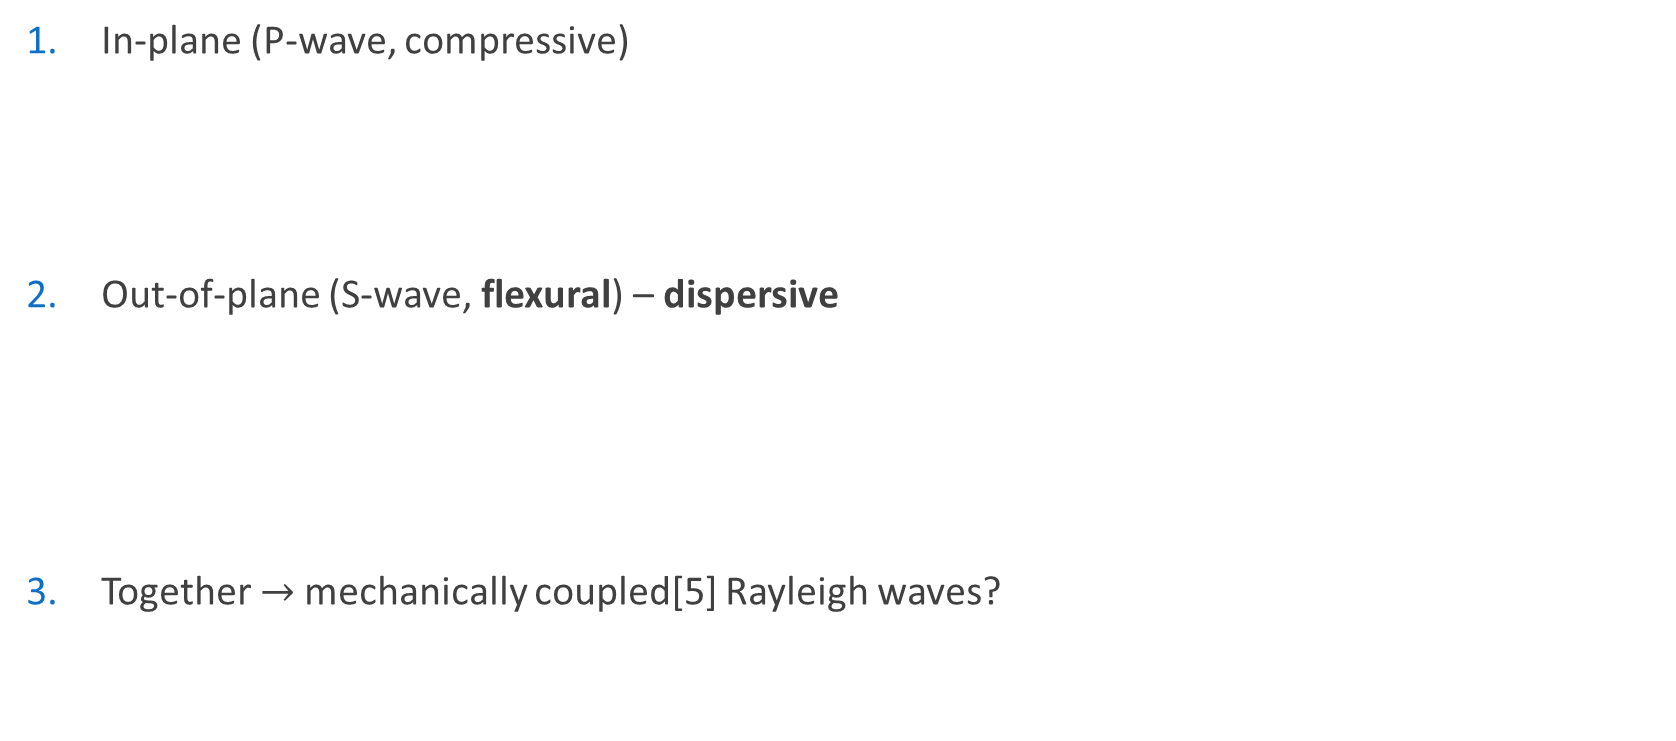 1. In-plane (P-wave, compressive)
2. Out-of-plane (S-wave, flexural) – dispersive
3. Together → mechanically coupled[5] Rayleigh waves?